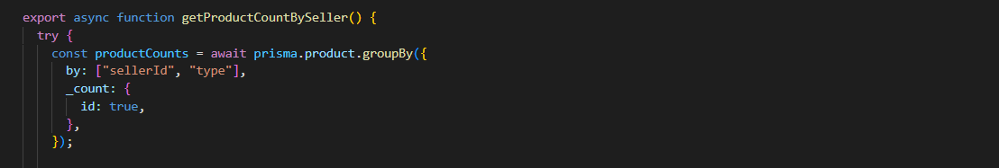 export async function getProductCountBySeller() {
  try {
    const productCounts = await prisma.product.groupBy({
      by: ["sellerId", "type"],
      _count: {
        id: true,
      },
    });